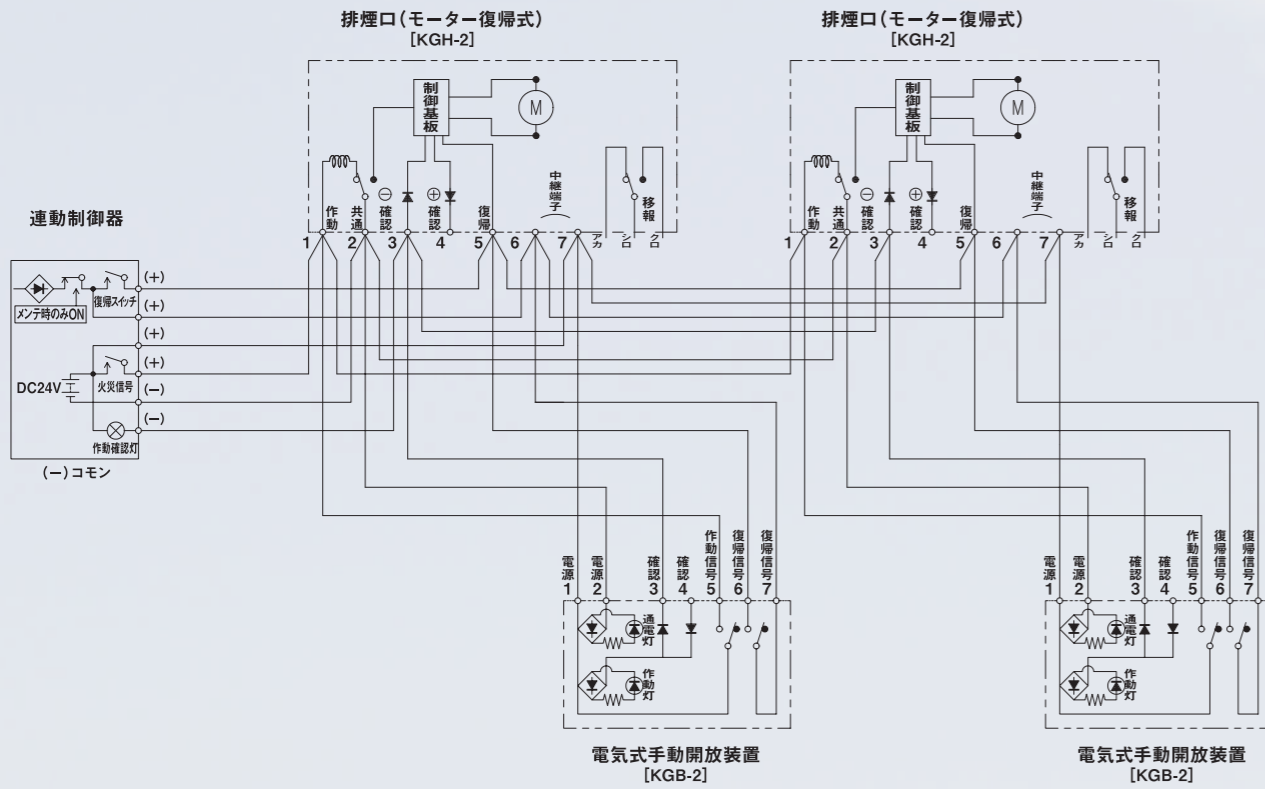 排煙口(モーター復帰式)
[KGH-2]
制御基板
M
作動
共通
⊖確認
⊕確認
復帰
中継端子
移報
1 2 3 4 5 6 7 アカ シロ クロ
排煙口(モーター復帰式)
[KGH-2]
制御基板
M
作動
共通
⊖確認
⊕確認
復帰
中継端子
移報
1 2 3 4 5 6 7 アカ シロ クロ
連動制御器
メンテ時のみON
復帰スイッチ
(+)
(+)
(+)
(+)
DC24V
火災信号
(-)
(-)
作動確認灯
(-)コモン
電源1
電源2
確認3
確認4
作動信号5
復帰信号6
復帰信号7
通電灯
作動灯
電気式手動開放装置
[KGB-2]
電源1
電源2
確認3
確認4
作動信号5
復帰信号6
復帰信号7
通電灯
作動灯
電気式手動開放装置
[KGB-2]